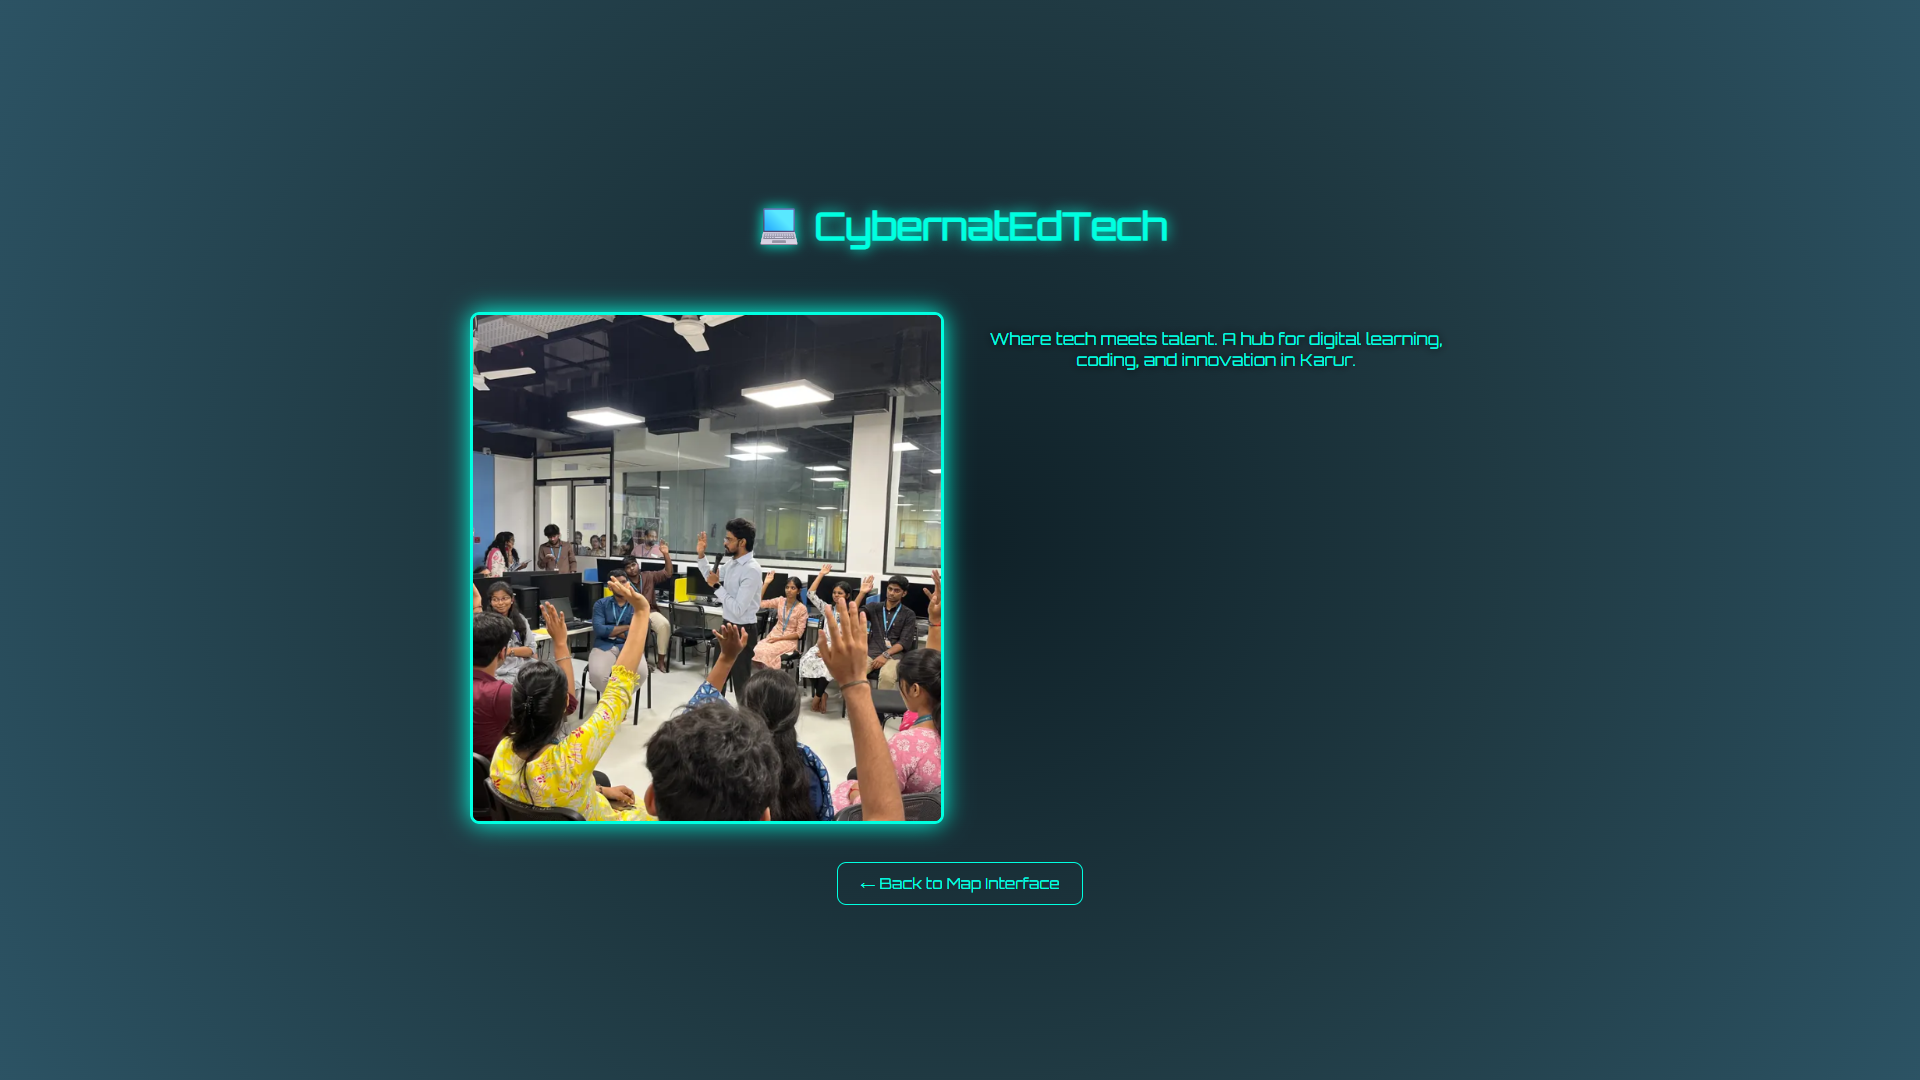 CybernatEdTech
Where tech meets talent. A hub for digital learning,
coding, and innovation in Karur.
← Back to Map Interface